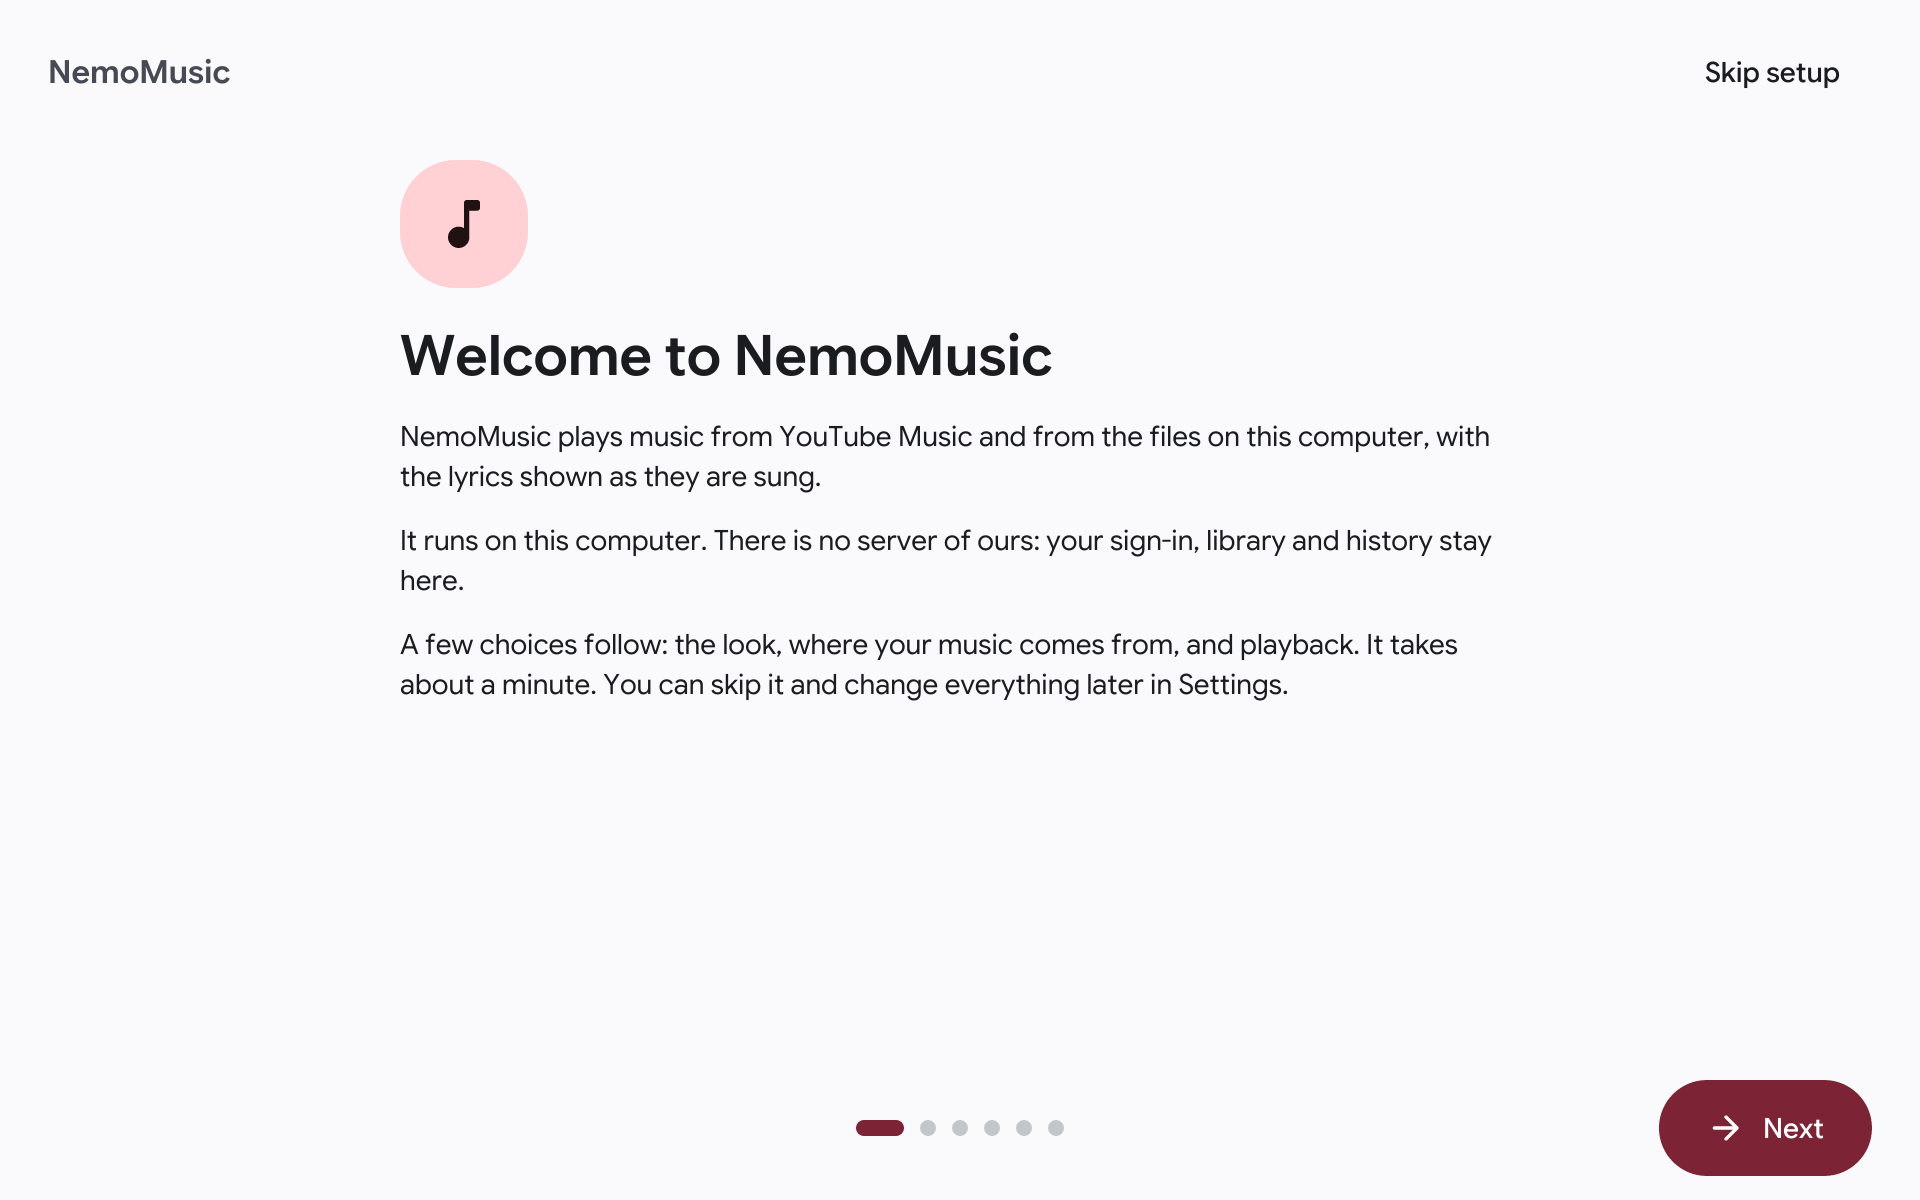 NemoMusic
Skip setup
Welcome to NemoMusic
NemoMusic plays music from YouTube Music and from the files on this computer, with
the lyrics shown as they are sung.
It runs on this computer. There is no server of ours: your sign-in, library and history stay
here.
A few choices follow: the look, where your music comes from, and playback. It takes
about a minute. You can skip it and change everything later in Settings.
Next